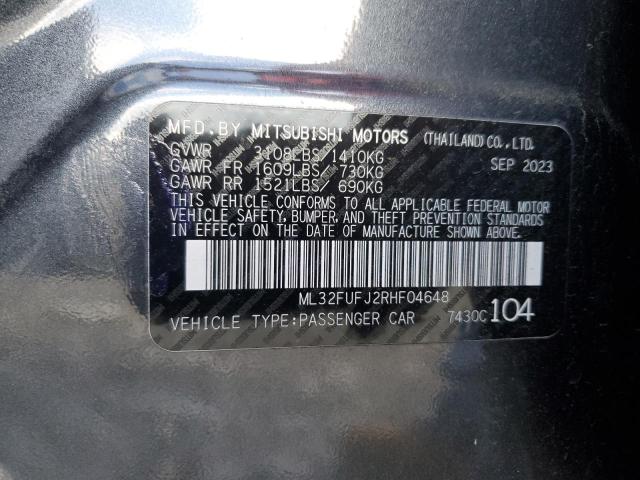 MFD.BY MITSUBISHI MOTORS (THAILAND)CO.,LTD.
GVWR 3108LBS/1410KG SEP 2023
GAWR FR 1609LBS/ 730KG
GAWR RR 1521LBS/ 690KG
THIS VEHICLE CONFORMS TO ALL APPLICABLE FEDERAL MOTOR
VEHICLE SAFETY, BUMPER, AND THEFT PREVENTION STANDARDS
IN EFFECT ON THE DATE OF MANUFACTURE SHOWN ABOVE.
ML32FUFJ2RHF04648
VEHICLE TYPE:PASSENGER CAR 7430C 104